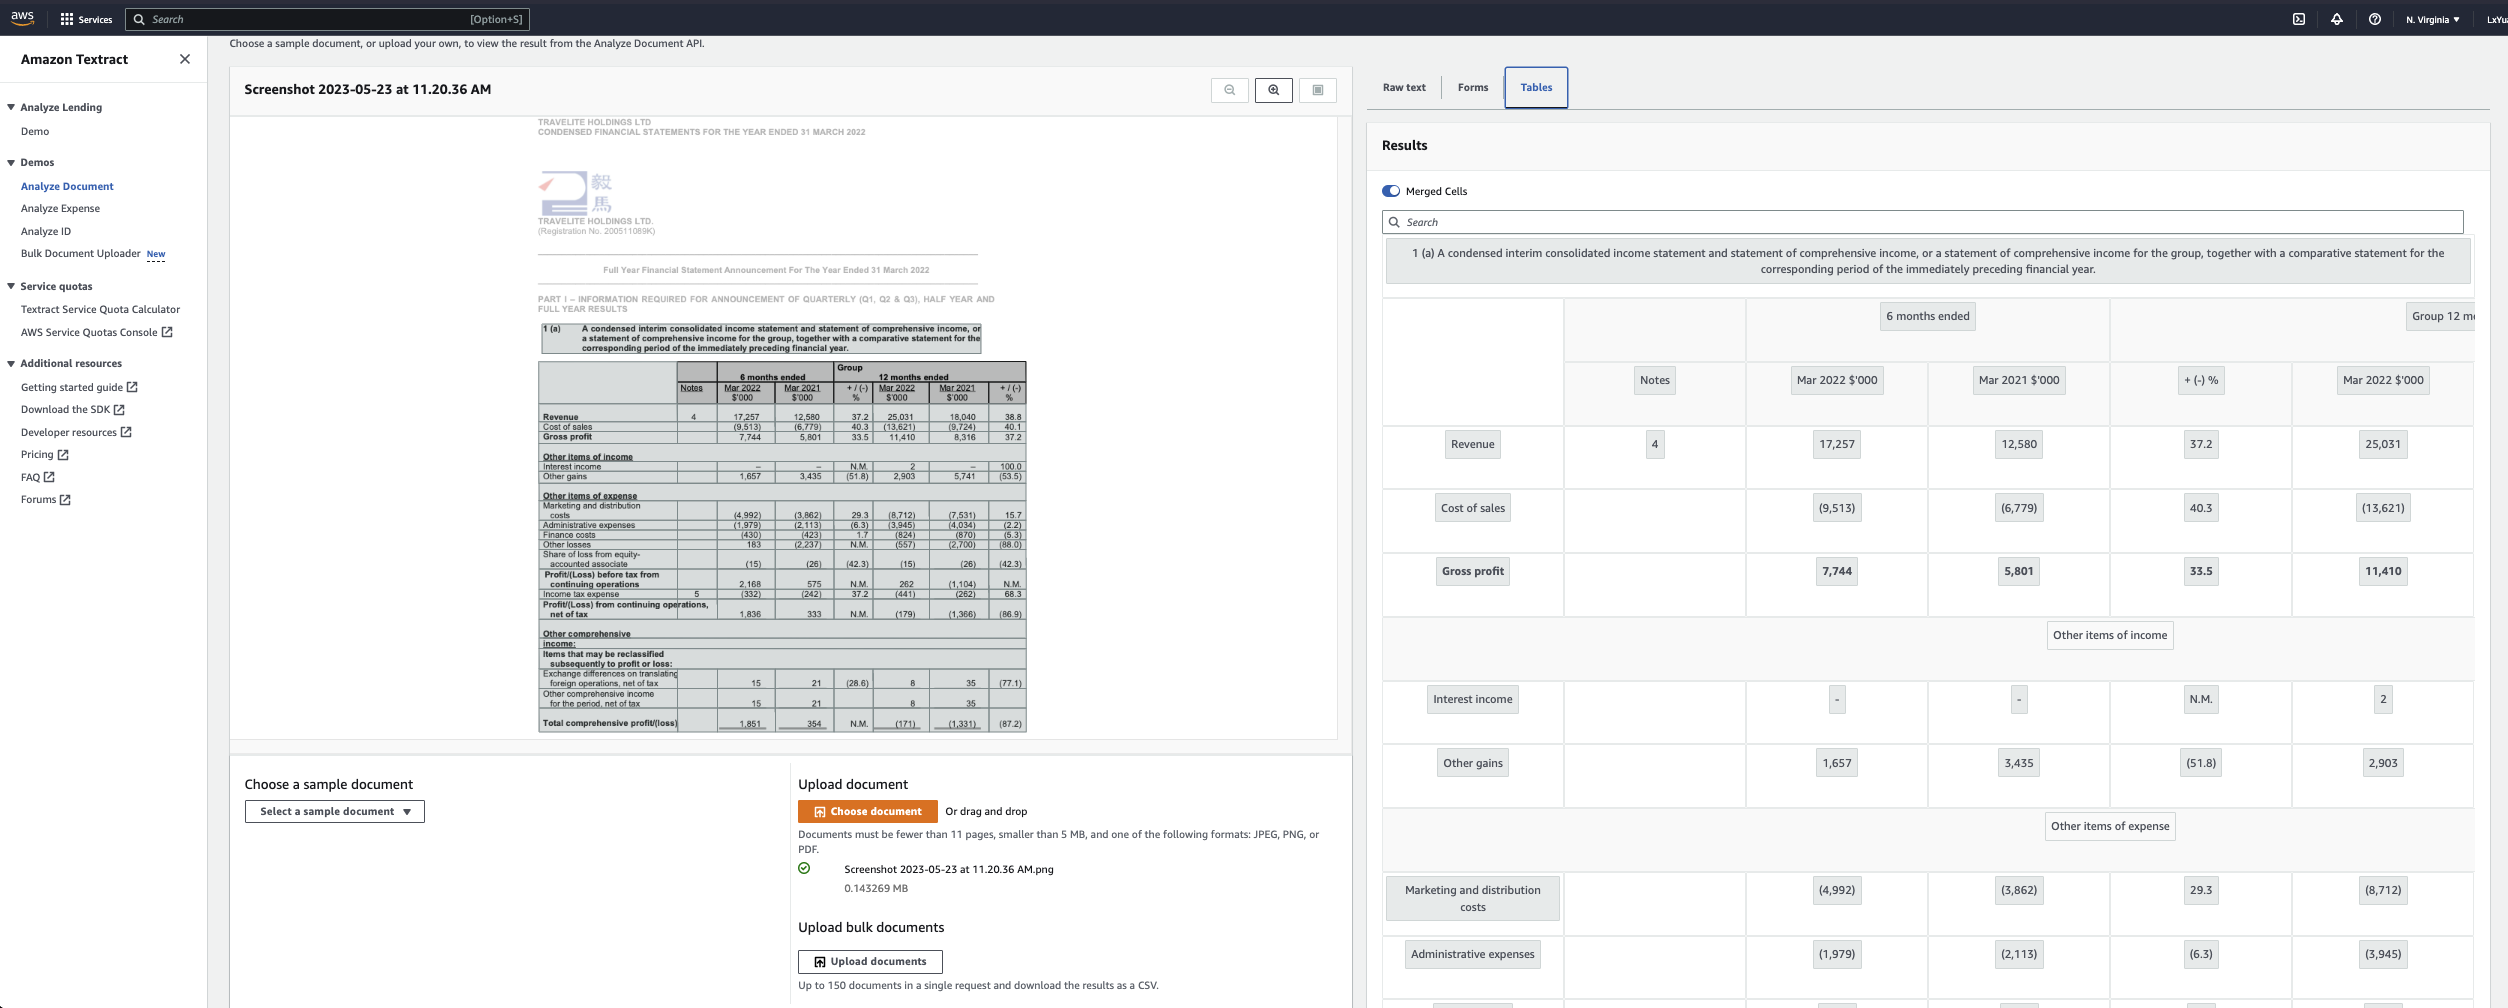 aws
Services
Search [Option+S]
N. Virginia ▼
LxYua
Amazon Textract
Analyze Lending
Demo
Demos
Analyze Document
Analyze Expense
Analyze ID
Bulk Document Uploader New
Service quotas
Textract Service Quota Calculator
AWS Service Quotas Console
Additional resources
Getting started guide
Download the SDK
Developer resources
Pricing
FAQ
Forums
Choose a sample document, or upload your own, to view the result from the Analyze Document API.
Screenshot 2023-05-23 at 11.20.36 AM
TRAVELITE HOLDINGS LTD
CONDENSED FINANCIAL STATEMENTS FOR THE YEAR ENDED 31 MARCH 2022
毅
馬
TRAVELITE HOLDINGS LTD.
(Registration No. 200511089K)
Full Year Financial Statement Announcement For The Year Ended 31 March 2022
PART I – INFORMATION REQUIRED FOR ANNOUNCEMENT OF QUARTERLY (Q1, Q2 & Q3), HALF YEAR AND
FULL YEAR RESULTS
1 (a) A condensed interim consolidated income statement and statement of comprehensive income, or
a statement of comprehensive income for the group, together with a comparative statement for the
corresponding period of the immediately preceding financial year.
Group
6 months ended 12 months ended
Notes Mar 2022 Mar 2021 + / (-) Mar 2022 Mar 2021 + / (-)
$'000 $'000 % $'000 $'000 %
Revenue 4 17,257 12,580 37.2 25,031 18,040 38.8
Cost of sales (9,513) (6,779) 40.3 (13,621) (9,724) 40.1
Gross profit 7,744 5,801 33.5 11,410 8,316 37.2
Other items of income
Interest income – – N.M. 2 – 100.0
Other gains 1,657 3,435 (51.8) 2,903 5,741 (53.5)
Other items of expense
Marketing and distribution
costs (4,992) (3,862) 29.3 (8,712) (7,531) 15.7
Administrative expenses (1,979) (2,113) (6.3) (3,945) (4,034) (2.2)
Finance costs (430) (423) 1.7 (824) (870) (5.3)
Other losses 183 (2,237) N.M. (557) (2,700) (88.0)
Share of loss from equity-
accounted associate (15) (26) (42.3) (15) (26) (42.3)
Profit/(Loss) before tax from
continuing operations 2,168 575 N.M. 262 (1,104) N.M.
Income tax expense 5 (332) (242) 37.2 (441) (262) 68.3
Profit/(Loss) from continuing operations,
net of tax 1,836 333 N.M. (179) (1,366) (86.9)
Other comprehensive
income:
Items that may be reclassified
subsequently to profit or loss:
Exchange differences on translating
foreign operations, net of tax 15 21 (28.6) 8 35 (77.1)
Other comprehensive income
for the period, net of tax 15 21 8 35
Total comprehensive profit/(loss) 1,851 354 N.M. (171) (1,331) (87.2)
Choose a sample document
Select a sample document ▼
Upload document
Choose document Or drag and drop
Documents must be fewer than 11 pages, smaller than 5 MB, and one of the following formats: JPEG, PNG, or
PDF.
Screenshot 2023-05-23 at 11.20.36 AM.png
0.143269 MB
Upload bulk documents
Upload documents
Up to 150 documents in a single request and download the results as a CSV.
Raw text Forms Tables
Results
Merged Cells
Search
1 (a) A condensed interim consolidated income statement and statement of comprehensive income, or a statement of comprehensive income for the group, together with a comparative statement for the
corresponding period of the immediately preceding financial year.
6 months ended Group 12 mo
Notes Mar 2022 $'000 Mar 2021 $'000 + (-) % Mar 2022 $'000
Revenue 4 17,257 12,580 37.2 25,031
Cost of sales (9,513) (6,779) 40.3 (13,621)
Gross profit 7,744 5,801 33.5 11,410
Other items of income
Interest income - - N.M. 2
Other gains 1,657 3,435 (51.8) 2,903
Other items of expense
Marketing and distribution
costs (4,992) (3,862) 29.3 (8,712)
Administrative expenses (1,979) (2,113) (6.3) (3,945)